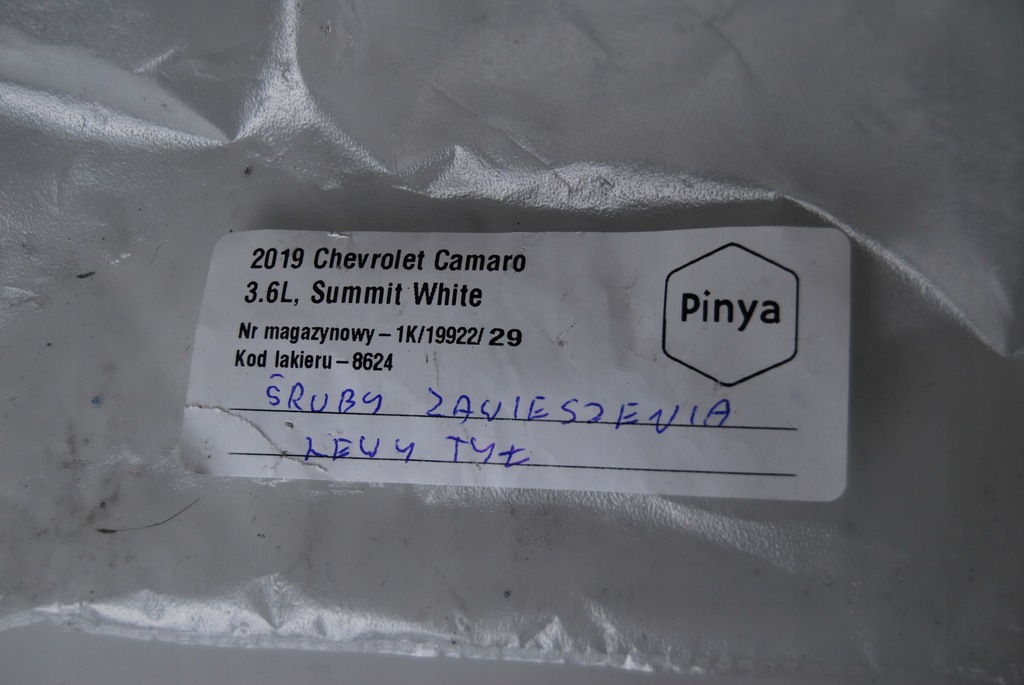 2019 Chevrolet Camaro
3.6L, Summit White
Pinya
Nr magazynowy – 1K/19922/29
Kod lakieru – 8624
ŚRUBY ZAWIESZENIA
LEWY TYŁ